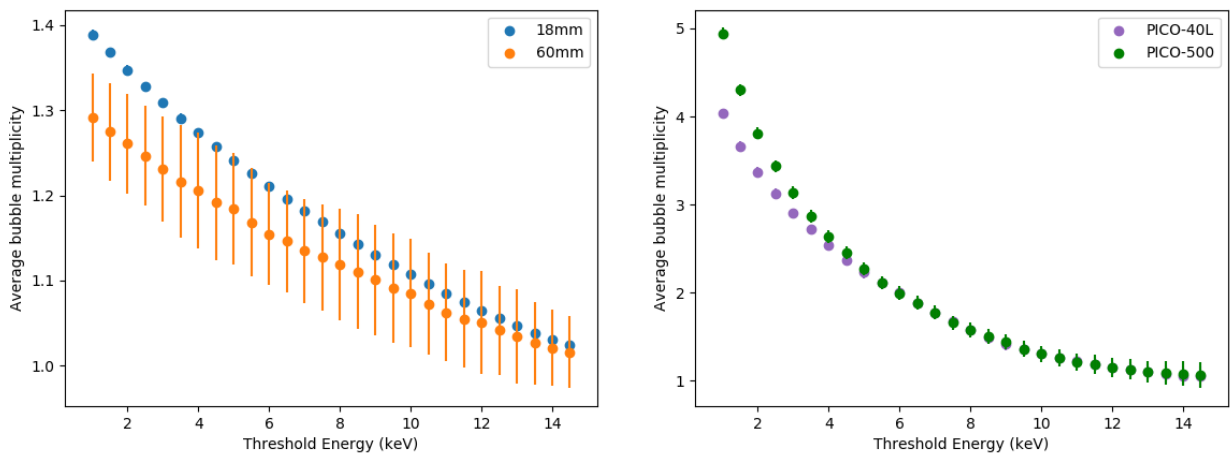 1.4
1.3
1.2
1.1
1.0
Average bubble multiplicity
18mm
60mm
2 4 6 8 10 12 14
Threshold Energy (keV)
5
4
3
2
1
Average bubble multiplicity
PICO-40L
PICO-500
2 4 6 8 10 12 14
Threshold Energy (keV)